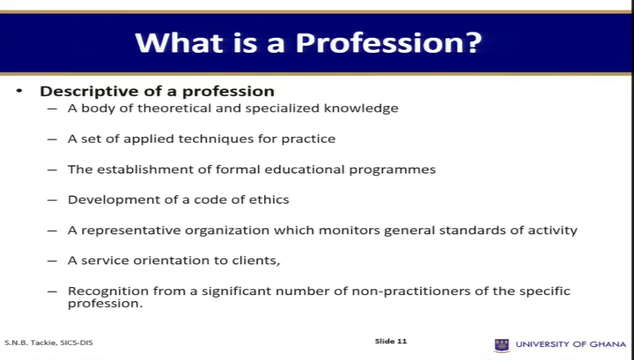 What is a Profession?
• Descriptive of a profession
– A body of theoretical and specialized knowledge
– A set of applied techniques for practice
– The establishment of formal educational programmes
– Development of a code of ethics
– A representative organization which monitors general standards of activity
– A service orientation to clients,
– Recognition from a significant number of non-practitioners of the specific
profession.
S.N.B. Tackie, SICS-DIS
Slide 11
UNIVERSITY OF GHANA